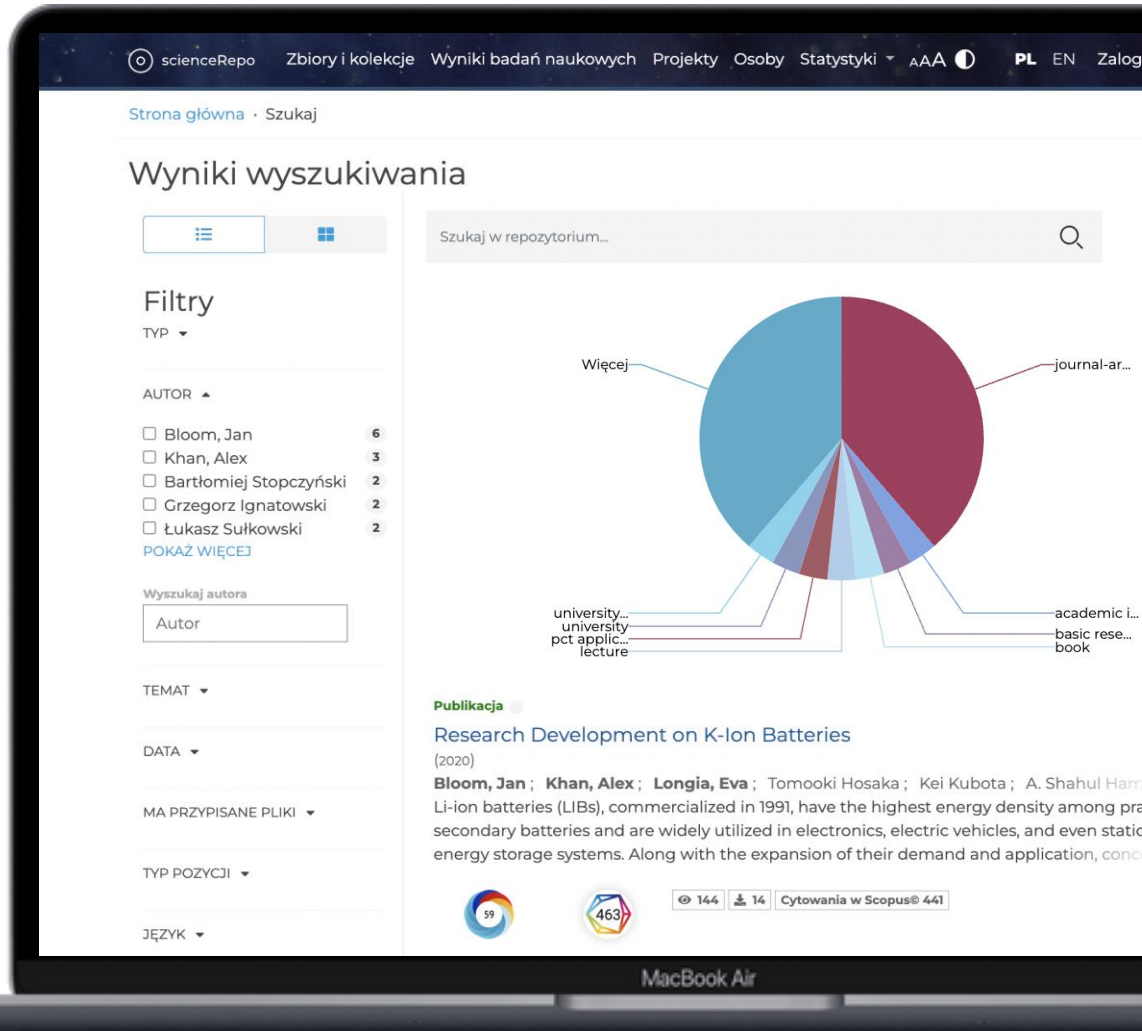 scienceRepo Zbiory i kolekcje Wyniki badań naukowych Projekty Osoby Statystyki AAA PL EN Zalog
Strona główna · Szukaj
Wyniki wyszukiwania
Szukaj w repozytorium...
Filtry
TYP
AUTOR
Bloom, Jan 6
Khan, Alex 3
Bartłomiej Stopczyński 2
Grzegorz Ignatowski 2
Łukasz Sułkowski 2
POKAŻ WIĘCEJ
Wyszukaj autora
Autor
TEMAT
DATA
MA PRZYPISANE PLIKI
TYP POZYCJI
JĘZYK
Więcej
journal-ar...
university...
university
pct applic...
lecture
academic i...
basic rese...
book
Publikacja
Research Development on K-Ion Batteries
(2020)
Bloom, Jan ; Khan, Alex ; Longia, Eva ; Tomooki Hosaka ; Kei Kubota ; A. Shahul Ham
Li-ion batteries (LIBs), commercialized in 1991, have the highest energy density among pra
secondary batteries and are widely utilized in electronics, electric vehicles, and even static
energy storage systems. Along with the expansion of their demand and application, conc
59
463
144 14 Cytowania w Scopus© 441
MacBook Air